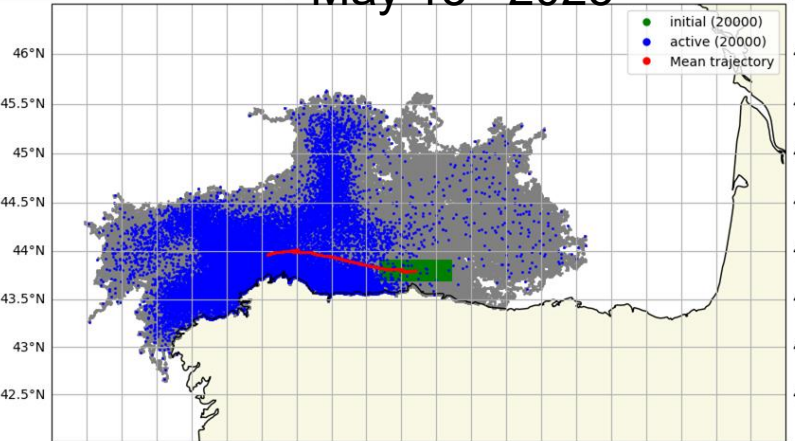 initial (20000)
active (20000)
Mean trajectory
46°N
45.5°N
45°N
44.5°N
44°N
43.5°N
43°N
42.5°N